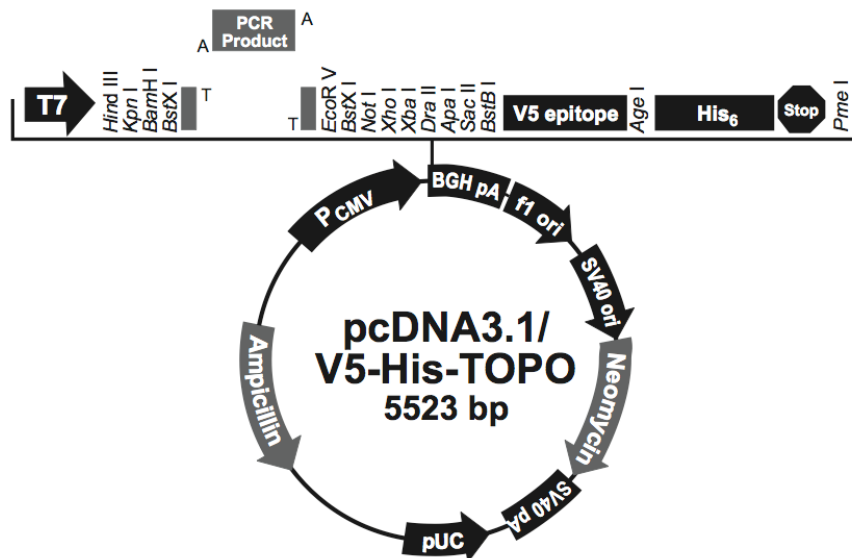 PCR
Product
A
A
T7
Hind III
Kpn I
BamH I
BstX I
T
T
EcoR V
BstX I
Not I
Xho I
Xba I
Dra II
Apa I
Sac II
BstB I
V5 epitope
Age I
His6
Stop
Pme I
PCMV
BGH pA
f1 ori
SV40 ori
Neomycin
SV40 pA
pUC
Ampicillin
pcDNA3.1/
V5-His-TOPO
5523 bp